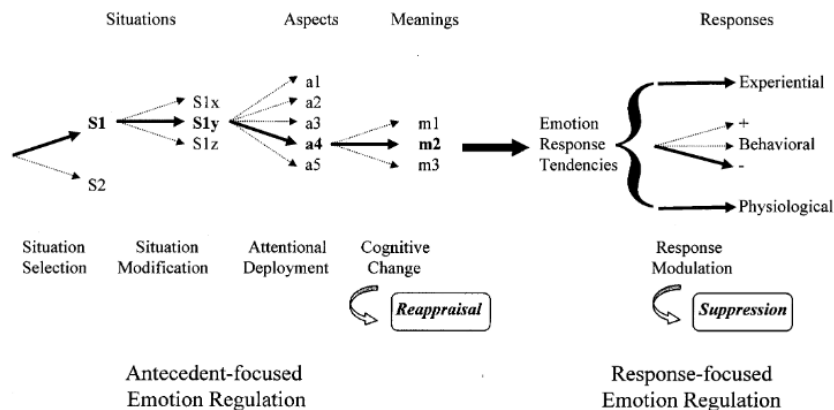 Situations Aspects Meanings Responses
a1 Experiential
S1x a2
S1 S1y a3 m1 Emotion +
S1z a4 m2 Response Behavioral
a5 m3 Tendencies -
S2
Physiological
Situation Situation Attentional Cognitive Response
Selection Modification Deployment Change Modulation
Reappraisal Suppression
Antecedent-focused Response-focused
Emotion Regulation Emotion Regulation